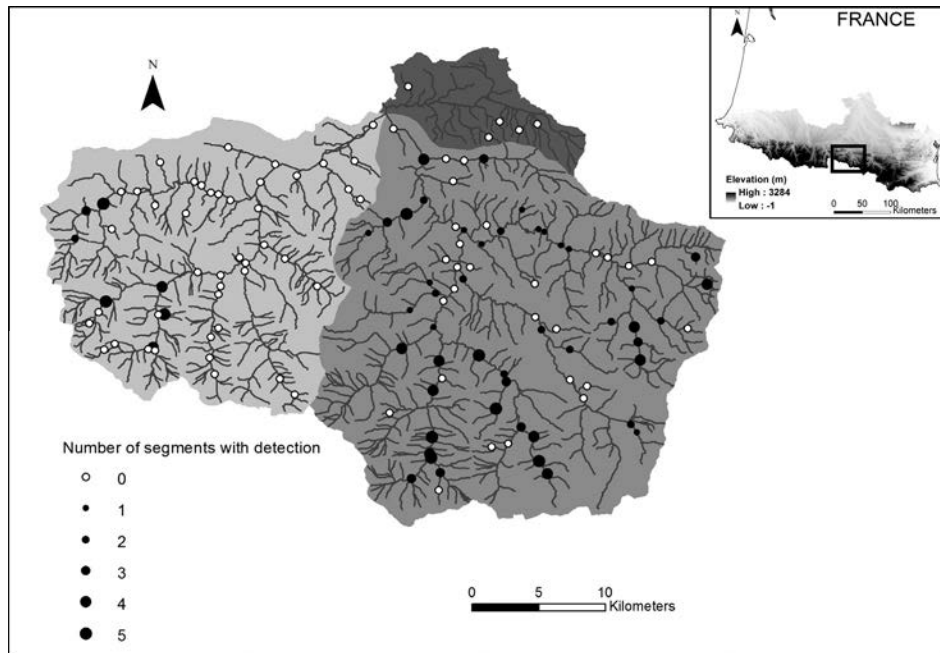 FRANCE
N
N
Elevation (m)
High : 3284
Low : -1
0 50 100
Kilometers
Number of segments with detection
0
1
2
3
4
5
0 5 10
Kilometers